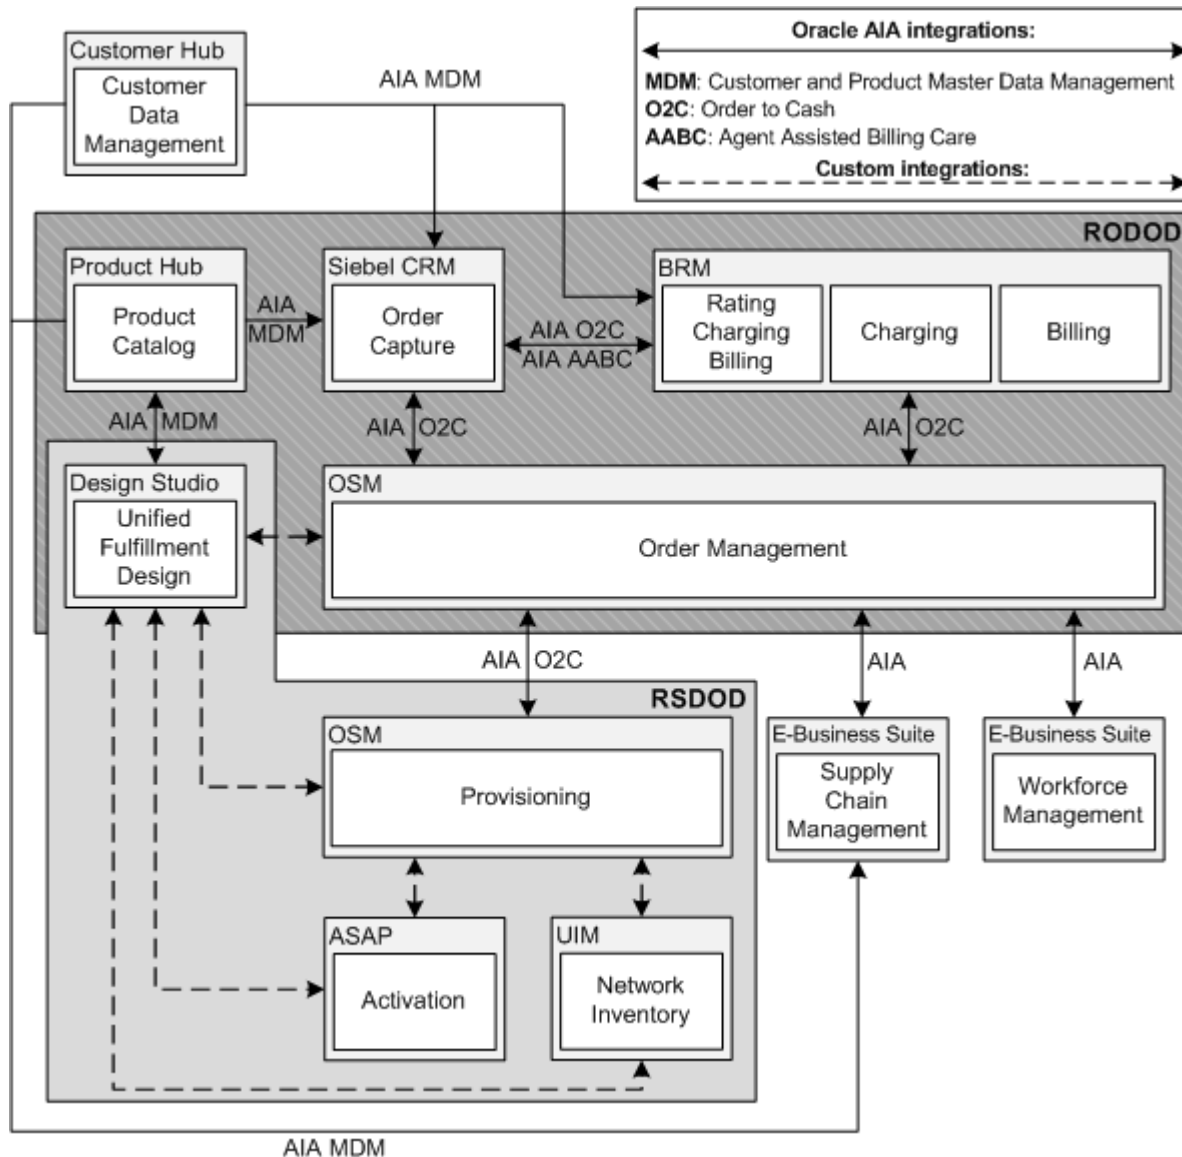 Customer Hub
Customer
Data
Management
AIA MDM
Oracle AIA integrations:
MDM: Customer and Product Master Data Management
O2C: Order to Cash
AABC: Agent Assisted Billing Care
Custom integrations:
RODOD
Product Hub
Product
Catalog
AIA
MDM
Siebel CRM
Order
Capture
AIA O2C
AIA AABC
BRM
Rating
Charging
Billing
Charging
Billing
AIA MDM
AIA O2C
AIA O2C
Design Studio
Unified
Fulfillment
Design
OSM
Order Management
AIA O2C
AIA
AIA
RSDOD
OSM
Provisioning
E-Business Suite
Supply
Chain
Management
E-Business Suite
Workforce
Management
ASAP
Activation
UIM
Network
Inventory
AIA MDM